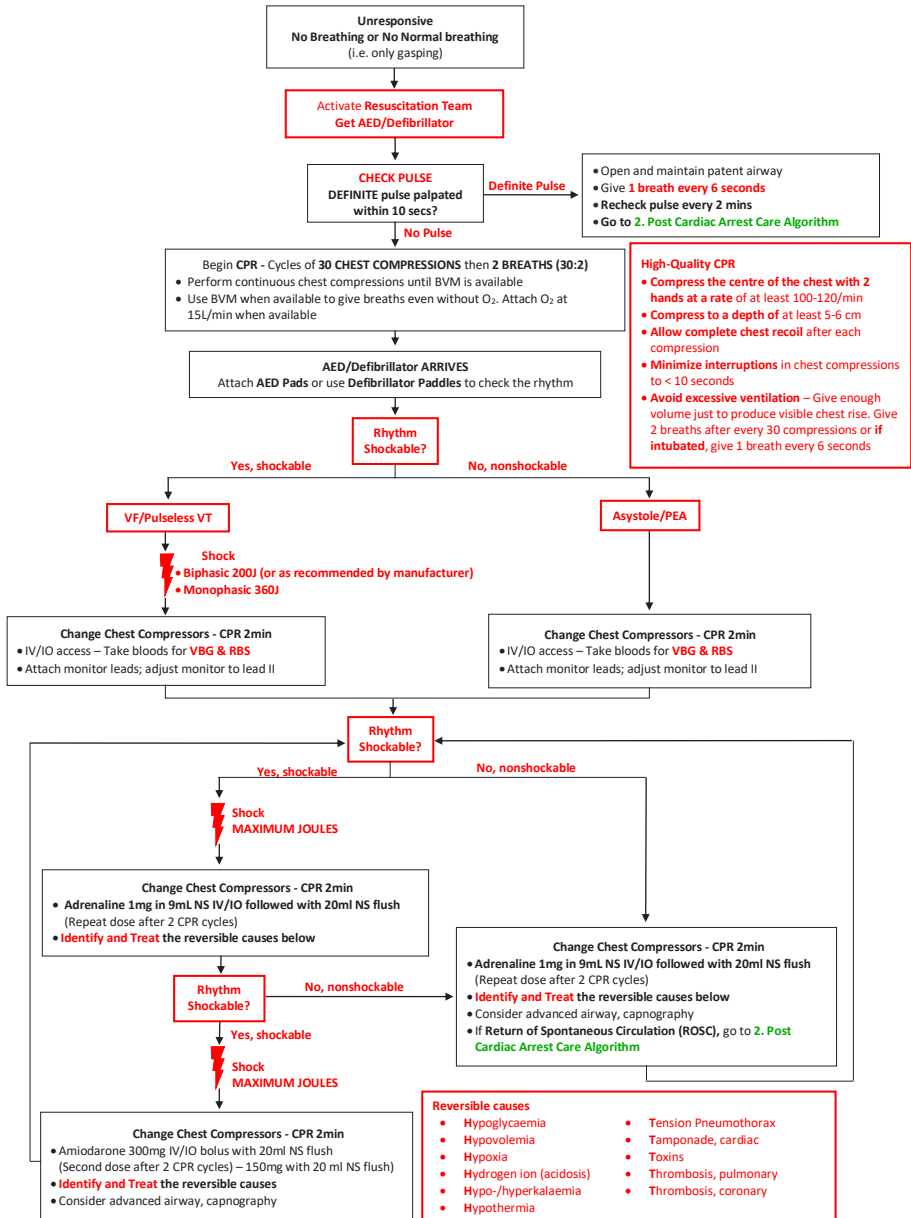 Unresponsive
No Breathing or No Normal breathing
(i.e. only gasping)
Activate Resuscitation Team
Get AED/Defibrillator
CHECK PULSE
DEFINITE pulse palpated
within 10 secs?
Definite Pulse
• Open and maintain patent airway
• Give 1 breath every 6 seconds
• Recheck pulse every 2 mins
• Go to 2. Post Cardiac Arrest Care Algorithm
No Pulse
Begin CPR - Cycles of 30 CHEST COMPRESSIONS then 2 BREATHS (30:2)
• Perform continuous chest compressions until BVM is available
• Use BVM when available to give breaths even without O₂. Attach O₂ at
15L/min when available
High-Quality CPR
• Compress the centre of the chest with 2
hands at a rate of at least 100-120/min
• Compress to a depth of at least 5-6 cm
• Allow complete chest recoil after each
compression
• Minimize interruptions in chest compressions
to < 10 seconds
• Avoid excessive ventilation – Give enough
volume just to produce visible chest rise. Give
2 breaths after every 30 compressions or if
intubated, give 1 breath every 6 seconds
AED/Defibrillator ARRIVES
Attach AED Pads or use Defibrillator Paddles to check the rhythm
Rhythm
Shockable?
Yes, shockable
No, nonshockable
VF/Pulseless VT
Asystole/PEA
Shock
• Biphasic 200J (or as recommended by manufacturer)
• Monophasic 360J
Change Chest Compressors - CPR 2min
• IV/IO access – Take bloods for VBG & RBS
• Attach monitor leads; adjust monitor to lead II
Change Chest Compressors - CPR 2min
• IV/IO access – Take bloods for VBG & RBS
• Attach monitor leads; adjust monitor to lead II
Rhythm
Shockable?
Yes, shockable
No, nonshockable
Shock
MAXIMUM JOULES
Change Chest Compressors - CPR 2min
• Adrenaline 1mg in 9mL NS IV/IO followed with 20ml NS flush
(Repeat dose after 2 CPR cycles)
• Identify and Treat the reversible causes below
Rhythm
Shockable?
No, nonshockable
Change Chest Compressors - CPR 2min
• Adrenaline 1mg in 9mL NS IV/IO followed with 20ml NS flush
(Repeat dose after 2 CPR cycles)
• Identify and Treat the reversible causes below
• Consider advanced airway, capnography
• If Return of Spontaneous Circulation (ROSC), go to 2. Post
Cardiac Arrest Care Algorithm
Yes, shockable
Shock
MAXIMUM JOULES
Change Chest Compressors - CPR 2min
• Amiodarone 300mg IV/IO bolus with 20ml NS flush
(Second dose after 2 CPR cycles) – 150mg with 20 ml NS flush)
• Identify and Treat the reversible causes
• Consider advanced airway, capnography
Reversible causes
• Hypoglycaemia
• Hypovolemia
• Hypoxia
• Hydrogen ion (acidosis)
• Hypo-/hyperkalaemia
• Hypothermia
• Tension Pneumothorax
• Tamponade, cardiac
• Toxins
• Thrombosis, pulmonary
• Thrombosis, coronary